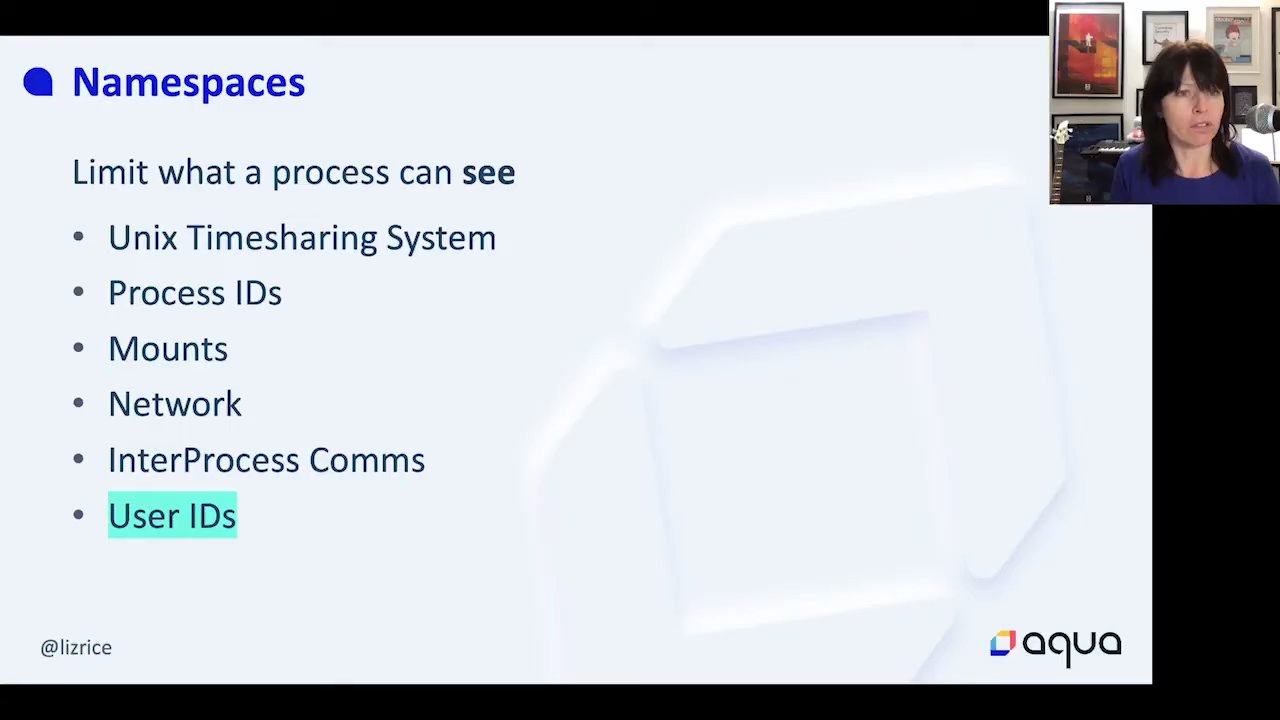 Namespaces
Limit what a process can see
• Unix Timesharing System
• Process IDs
• Mounts
• Network
• InterProcess Comms
• User IDs
@lizrice
aqua